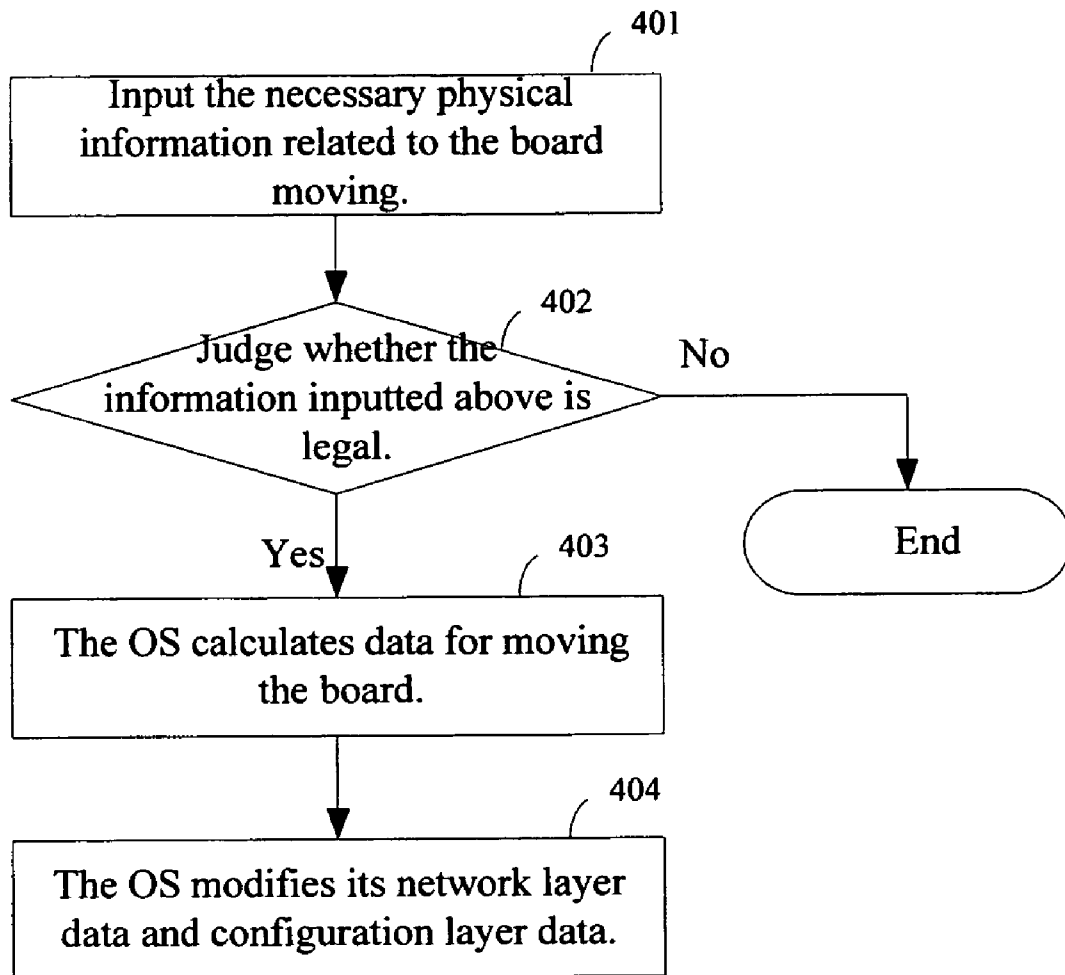 401
Input the necessary physical
information related to the board
moving.
402
Judge whether the
information inputted above is
legal.
No
End
Yes
403
The OS calculates data for moving
the board.
404
The OS modifies its network layer
data and configuration layer data.